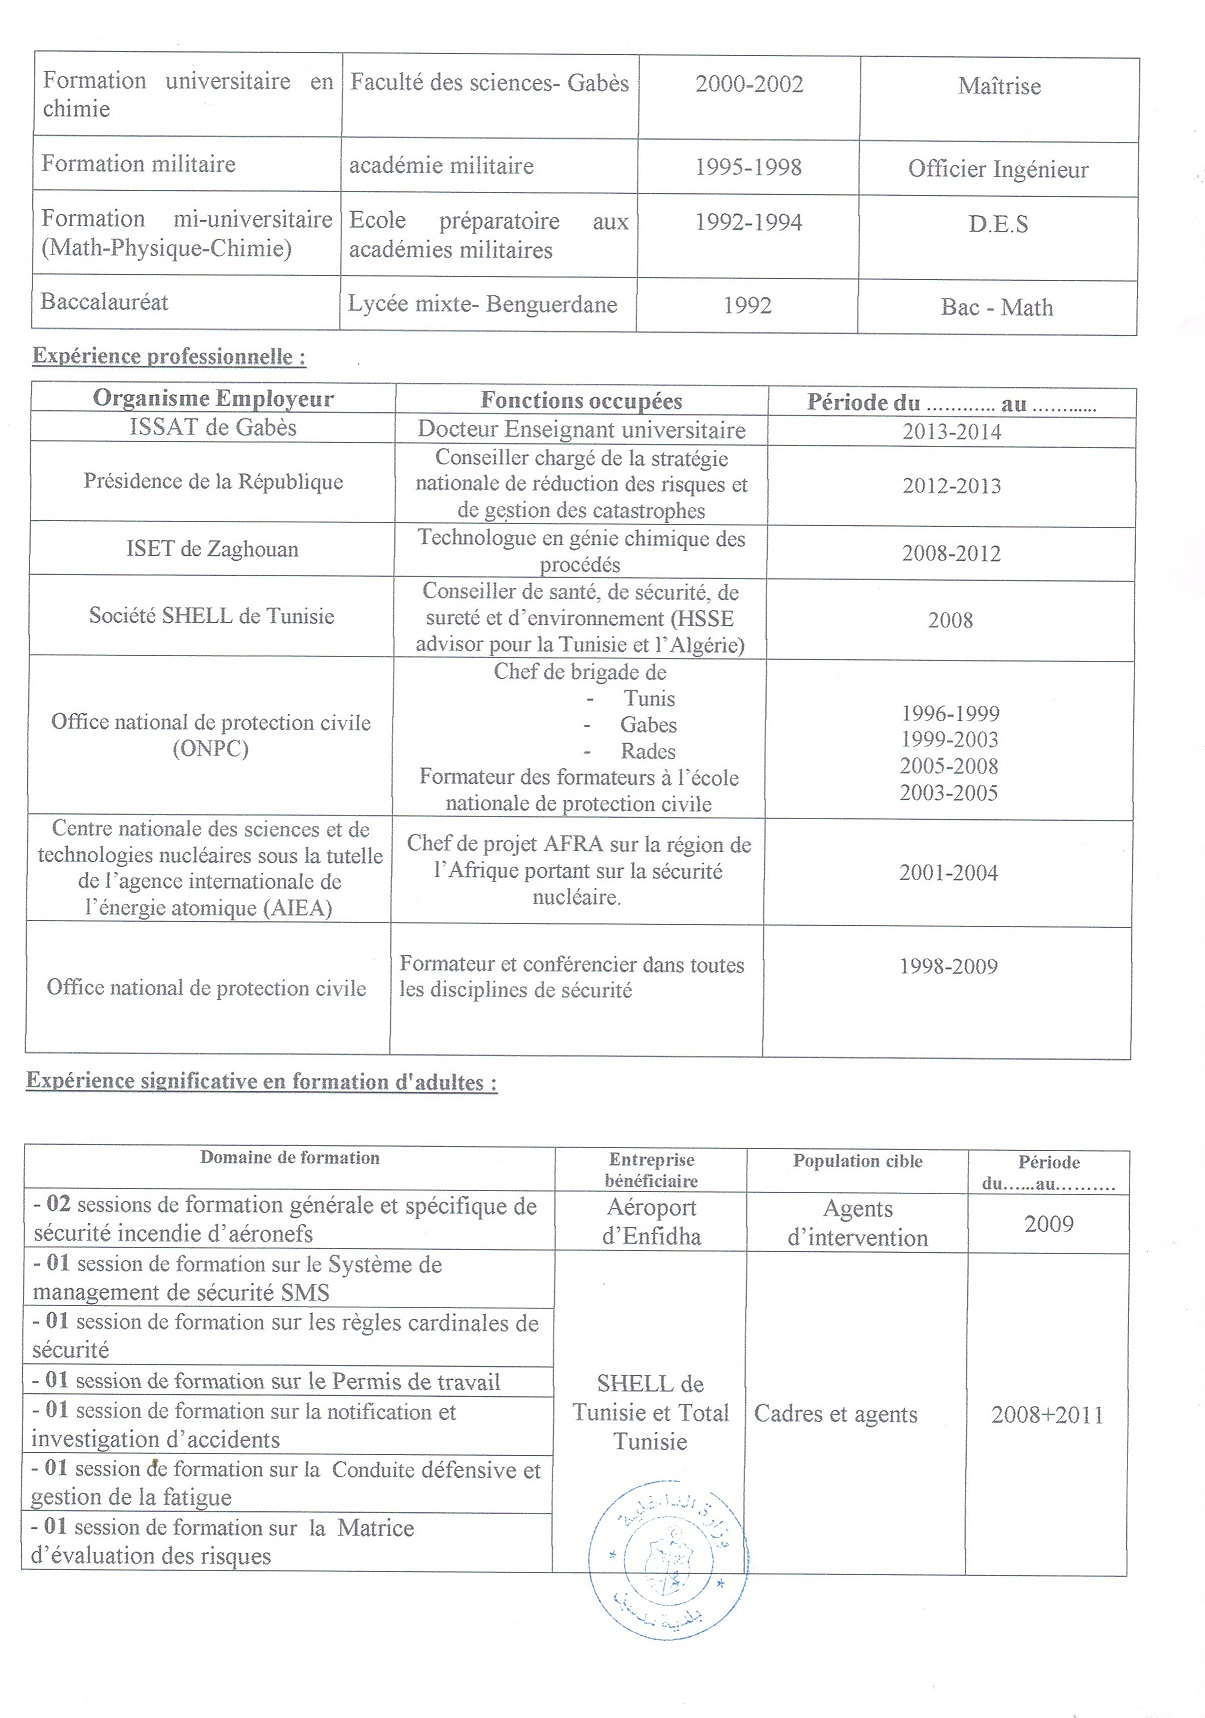 Formation universitaire en chimie
Faculté des sciences- Gabès
2000-2002
Maîtrise
Formation militaire
académie militaire
1995-1998
Officier Ingénieur
Formation mi-universitaire
(Math-Physique-Chimie)
Ecole préparatoire aux
académies militaires
1992-1994
D.E.S
Baccalauréat
Lycée mixte- Benguerdane
1992
Bac - Math
Expérience professionnelle :
Organisme Employeur
Fonctions occupées
Période du ............ au ............
ISSAT de Gabès
Docteur Enseignant universitaire
2013-2014
Présidence de la République
Conseiller chargé de la stratégie
nationale de réduction des risques et
de gestion des catastrophes
2012-2013
ISET de Zaghouan
Technologue en génie chimique des
procédés
2008-2012
Société SHELL de Tunisie
Conseiller de santé, de sécurité, de
sureté et d'environnement (HSSE
advisor pour la Tunisie et l'Algérie)
2008
Office national de protection civile
(ONPC)
Chef de brigade de
- Tunis
- Gabes
- Rades
Formateur des formateurs à l'école
nationale de protection civile
1996-1999
1999-2003
2005-2008
2003-2005
Centre nationale des sciences et de
technologies nucléaires sous la tutelle
de l'agence internationale de
l'énergie atomique (AIEA)
Chef de projet AFRA sur la région de
l'Afrique portant sur la sécurité
nucléaire.
2001-2004
Office national de protection civile
Formateur et conférencier dans toutes
les disciplines de sécurité
1998-2009
Expérience significative en formation d'adultes :
Domaine de formation
Entreprise
bénéficiaire
Population cible
Période
du......au..........
- 02 sessions de formation générale et spécifique de
sécurité incendie d'aéronefs
Aéroport
d'Enfidha
Agents
d'intervention
2009
- 01 session de formation sur le Système de
management de sécurité SMS
- 01 session de formation sur les règles cardinales de
sécurité
- 01 session de formation sur le Permis de travail
- 01 session de formation sur la notification et
investigation d'accidents
- 01 session de formation sur la Conduite défensive et
gestion de la fatigue
- 01 session de formation sur la Matrice
d'évaluation des risques
SHELL de
Tunisie et Total
Tunisie
Cadres et agents
2008+2011
وزارة الداخلية
بلدية